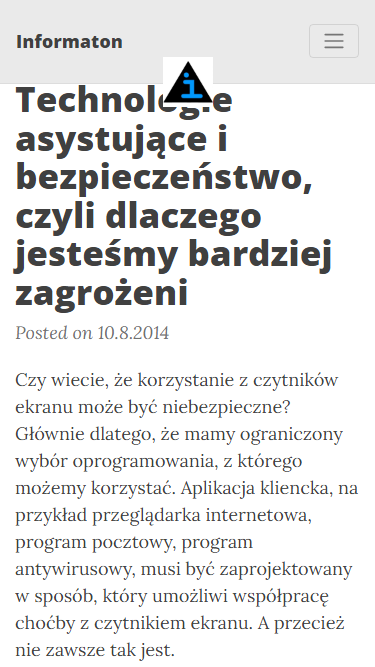 Informaton
Technologie
asystujące i
bezpieczeństwo,
czyli dlaczego
jesteśmy bardziej
zagrożeni
Posted on 10.8.2014
Czy wiecie, że korzystanie z czytników
ekranu może być niebezpieczne?
Głównie dlatego, że mamy ograniczony
wybór oprogramowania, z którego
możemy korzystać. Aplikacja kliencka, na
przykład przeglądarka internetowa,
program pocztowy, program
antywirusowy, musi być zaprojektowany
w sposób, który umożliwi współpracę
choćby z czytnikiem ekranu. A przecież
nie zawsze tak jest.